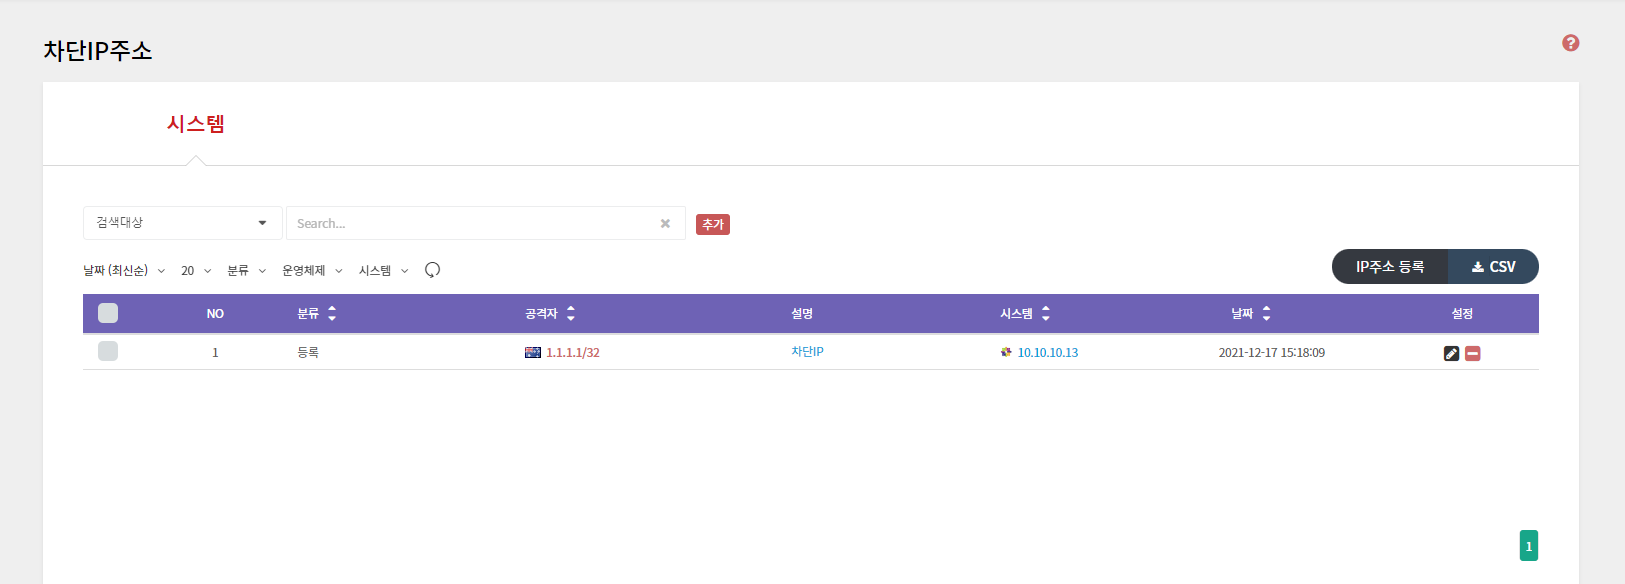 차단IP주소
시스템
검색대상 Search... 추가
날짜 (최신순) 20 분류 운영체제 시스템
IP주소 등록 CSV
NO 분류 공격자 설명 시스템 날짜 설정
1 등록 1.1.1.1/32 차단IP 10.10.10.13 2021-12-17 15:18:09
1